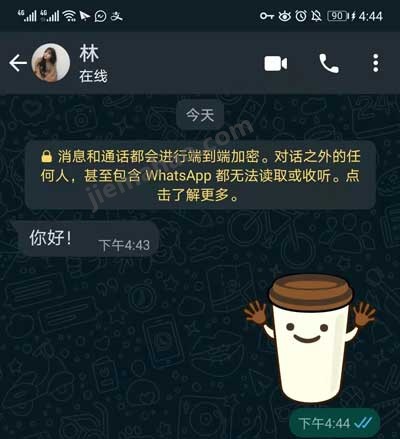 4G 4G 90 4:44
林
在线
今天
消息和通话都会进行端到端加密。对话之外的任
何人，甚至包含 WhatsApp 都无法读取或收听。点
击了解更多。
你好！
下午4:43
下午4:44